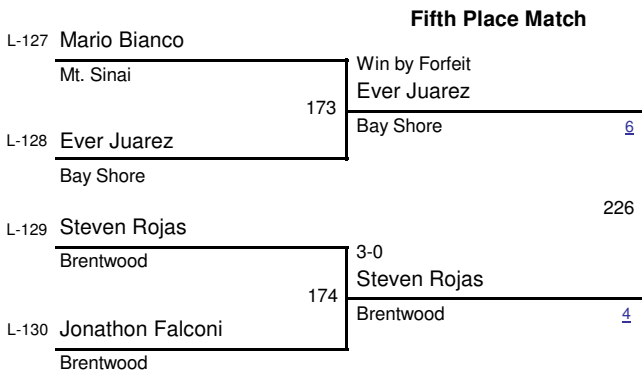 Fifth Place Match
L-127 Mario Bianco
Mt. Sinai
Win by Forfeit
Ever Juarez
173
Bay Shore 6
L-128 Ever Juarez
Bay Shore
226
L-129 Steven Rojas
Brentwood
3-0
Steven Rojas
174
Brentwood 4
L-130 Jonathon Falconi
Brentwood